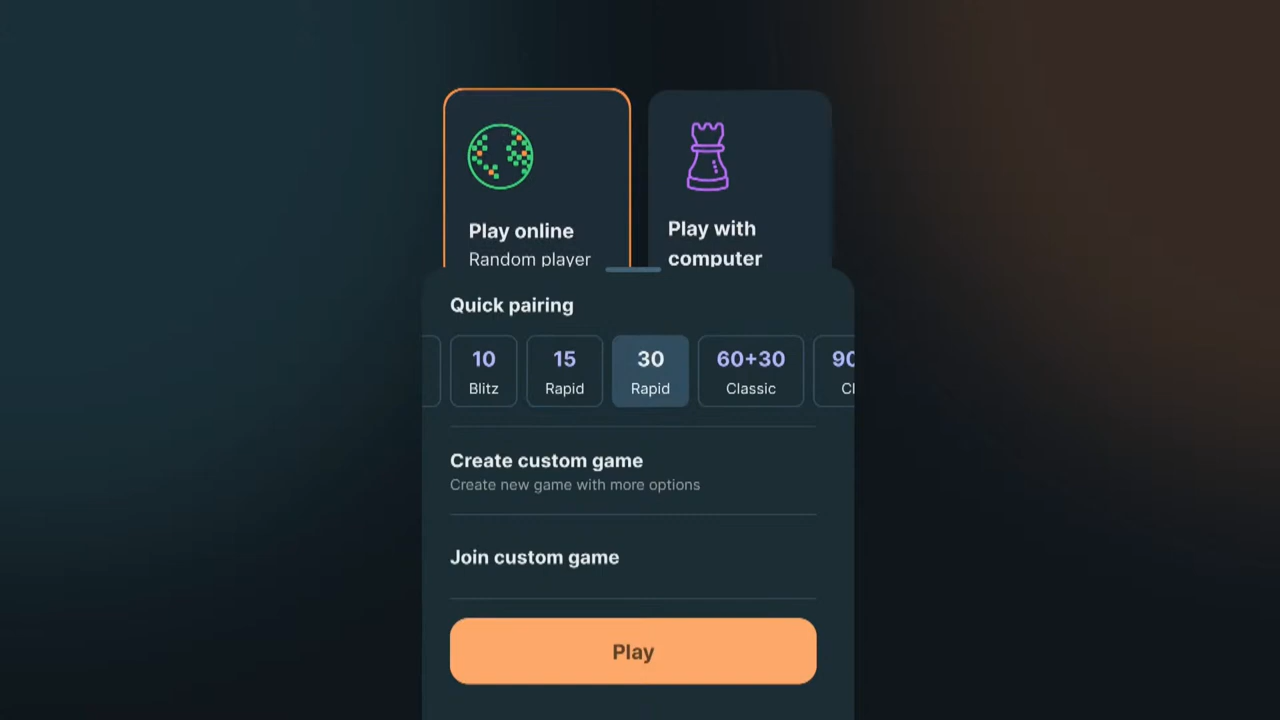 Play online
Random player
Play with
computer
Quick pairing
10
Blitz
15
Rapid
30
Rapid
60+30
Classic
90
Create custom game
Create new game with more options
Join custom game
Play